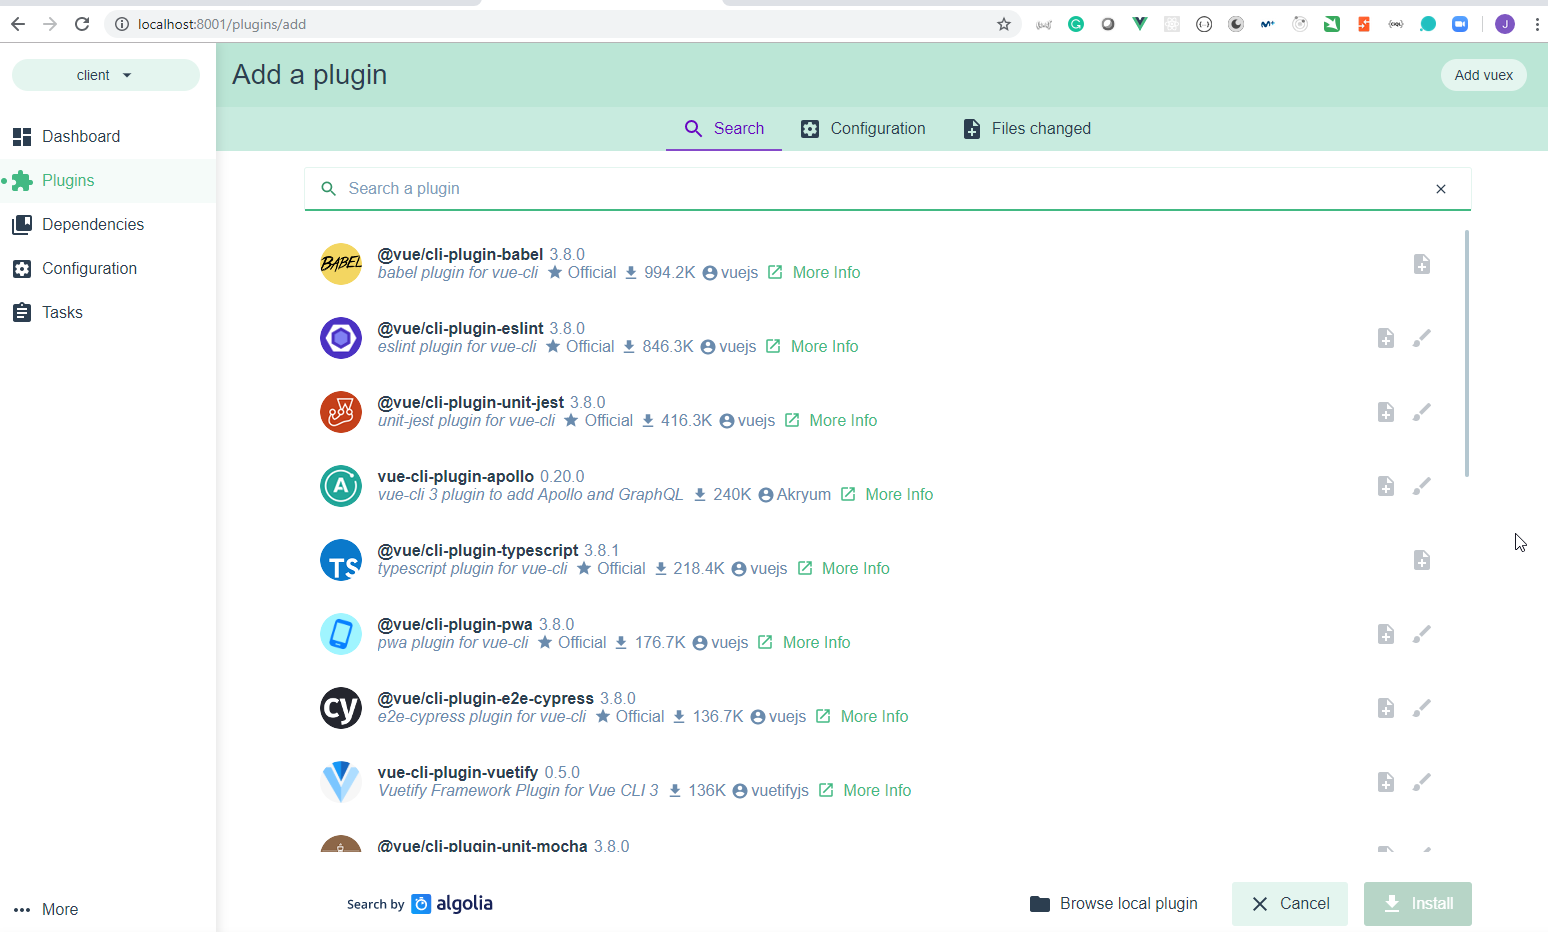 localhost:8001/plugins/add
J
client
Add a plugin
Add vuex
Dashboard
Plugins
Dependencies
Configuration
Tasks
Search
Configuration
Files changed
Search a plugin
BABEL
@vue/cli-plugin-babel 3.8.0
babel plugin for vue-cli Official 994.2K vuejs More Info
@vue/cli-plugin-eslint 3.8.0
eslint plugin for vue-cli Official 846.3K vuejs More Info
@vue/cli-plugin-unit-jest 3.8.0
unit-jest plugin for vue-cli Official 416.3K vuejs More Info
A
vue-cli-plugin-apollo 0.20.0
vue-cli 3 plugin to add Apollo and GraphQL 240K Akryum More Info
TS
@vue/cli-plugin-typescript 3.8.1
typescript plugin for vue-cli Official 218.4K vuejs More Info
@vue/cli-plugin-pwa 3.8.0
pwa plugin for vue-cli Official 176.7K vuejs More Info
cy
@vue/cli-plugin-e2e-cypress 3.8.0
e2e-cypress plugin for vue-cli Official 136.7K vuejs More Info
vue-cli-plugin-vuetify 0.5.0
Vuetify Framework Plugin for Vue CLI 3 136K vuetifyjs More Info
@vue/cli-plugin-unit-mocha 3.8.0
More
Search by algolia
Browse local plugin
Cancel
Install